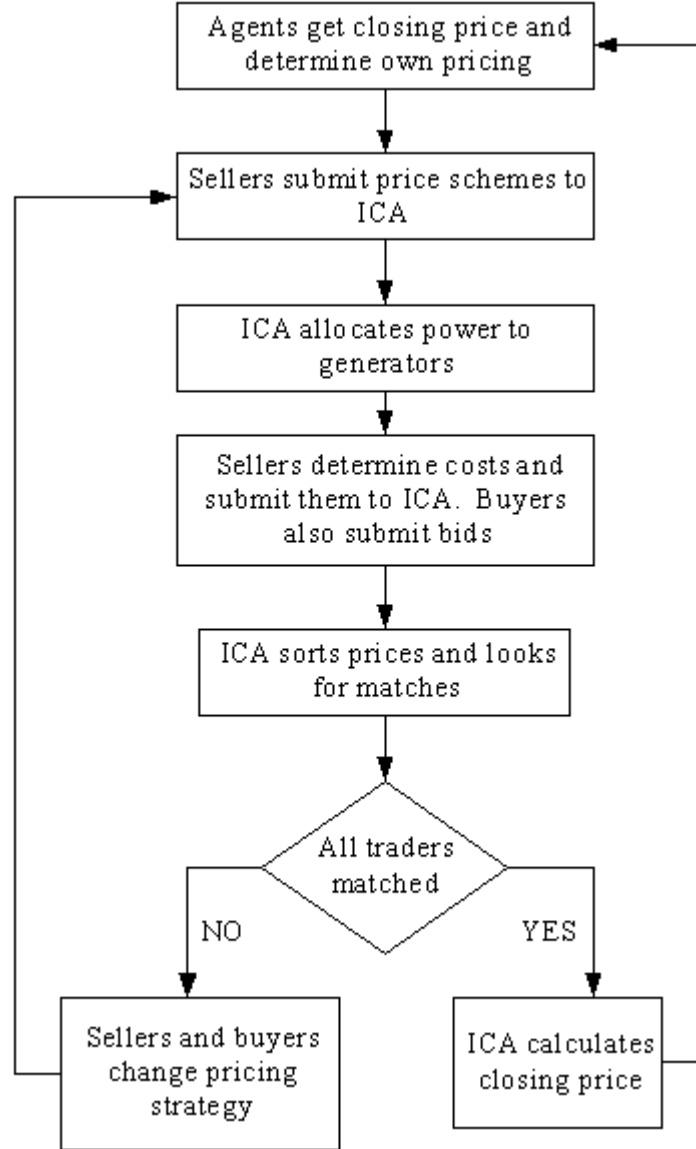 Agents get closing price and
determine own pricing
Sellers submit price schemes to
ICA
ICA allocates power to
generators
Sellers determine costs and
submit them to ICA. Buyers
also submit bids
ICA sorts prices and looks
for matches
All traders
matched
NO
YES
Sellers and buyers
change pricing
strategy
ICA calculates
closing price